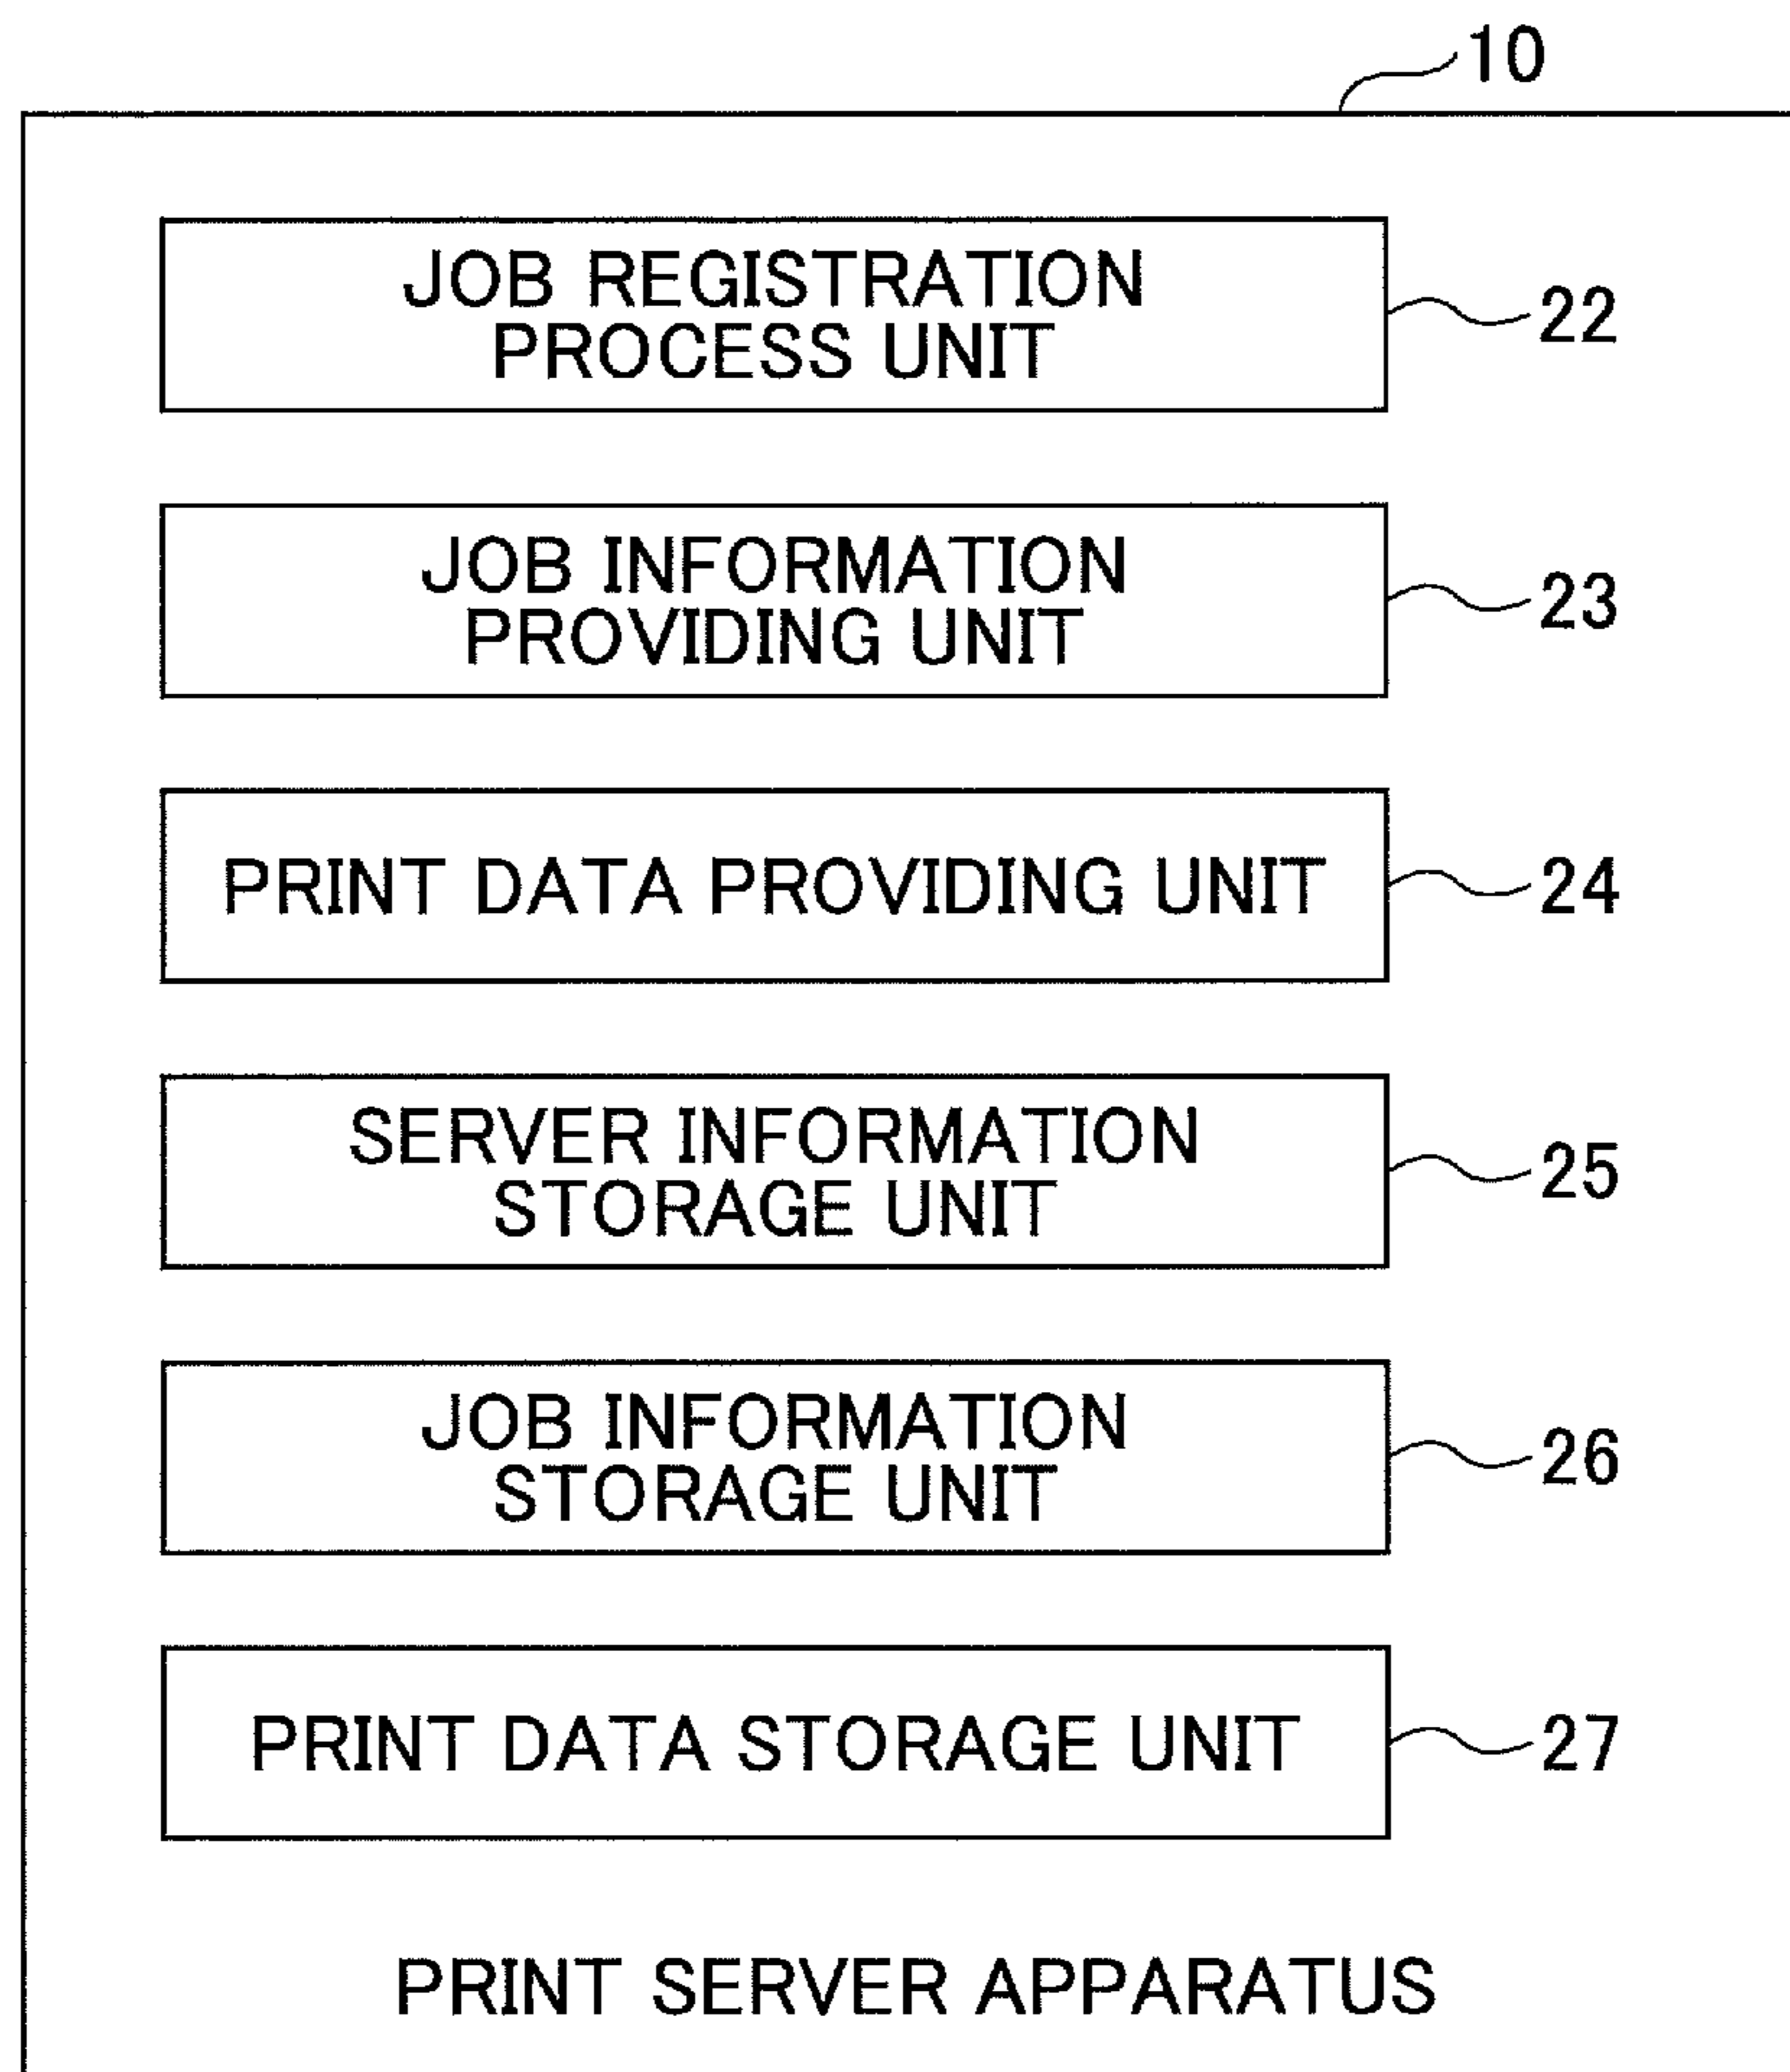 10
JOB REGISTRATION
PROCESS UNIT
22
JOB INFORMATION
PROVIDING UNIT
23
PRINT DATA PROVIDING UNIT
24
SERVER INFORMATION
STORAGE UNIT
25
JOB INFORMATION
STORAGE UNIT
26
PRINT DATA STORAGE UNIT
27
PRINT SERVER APPARATUS